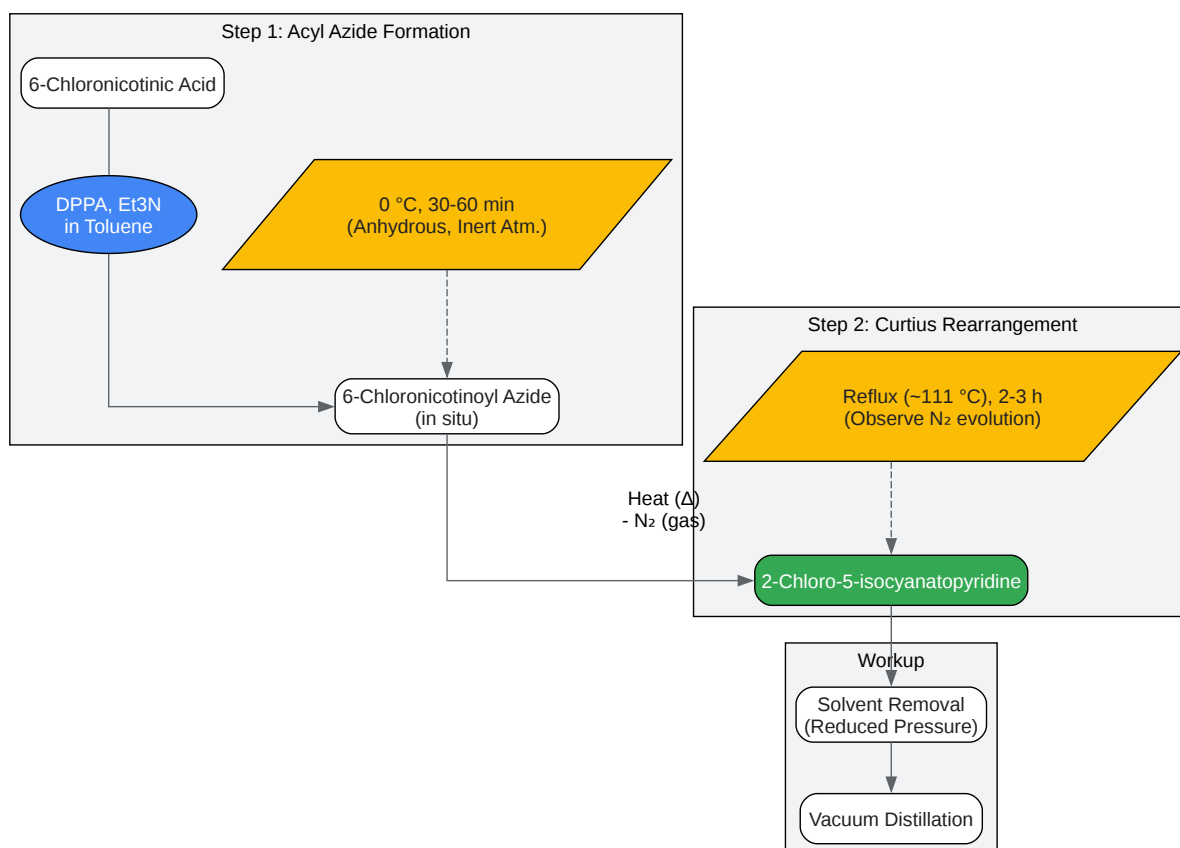 Step 1: Acyl Azide Formation
6-Chloronicotinic Acid
DPPA, Et3N
in Toluene
0 °C, 30-60 min
(Anhydrous, Inert Atm.)
6-Chloronicotinoyl Azide
(in situ)
Step 2: Curtius Rearrangement
Reflux (~111 °C), 2-3 h
(Observe N₂ evolution)
Heat (Δ)
- N₂ (gas)
2-Chloro-5-isocyanatopyridine
Workup
Solvent Removal
(Reduced Pressure)
Vacuum Distillation